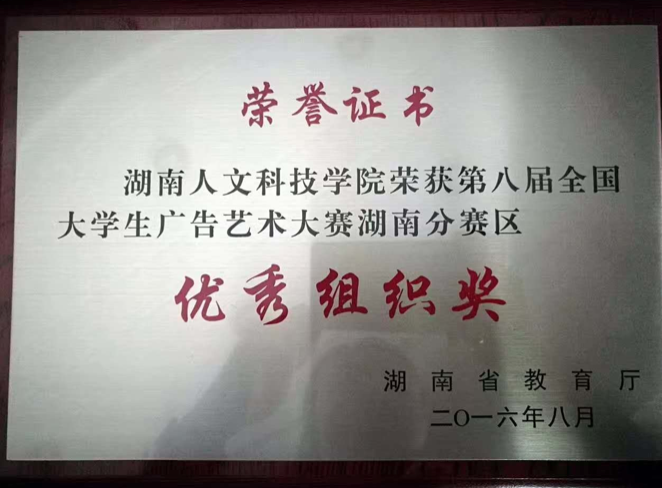 荣誉证书
湖南人文科技学院荣获第八届全国
大学生广告艺术大赛湖南分赛区
优秀组织奖
湖南省教育厅
二〇一六年八月